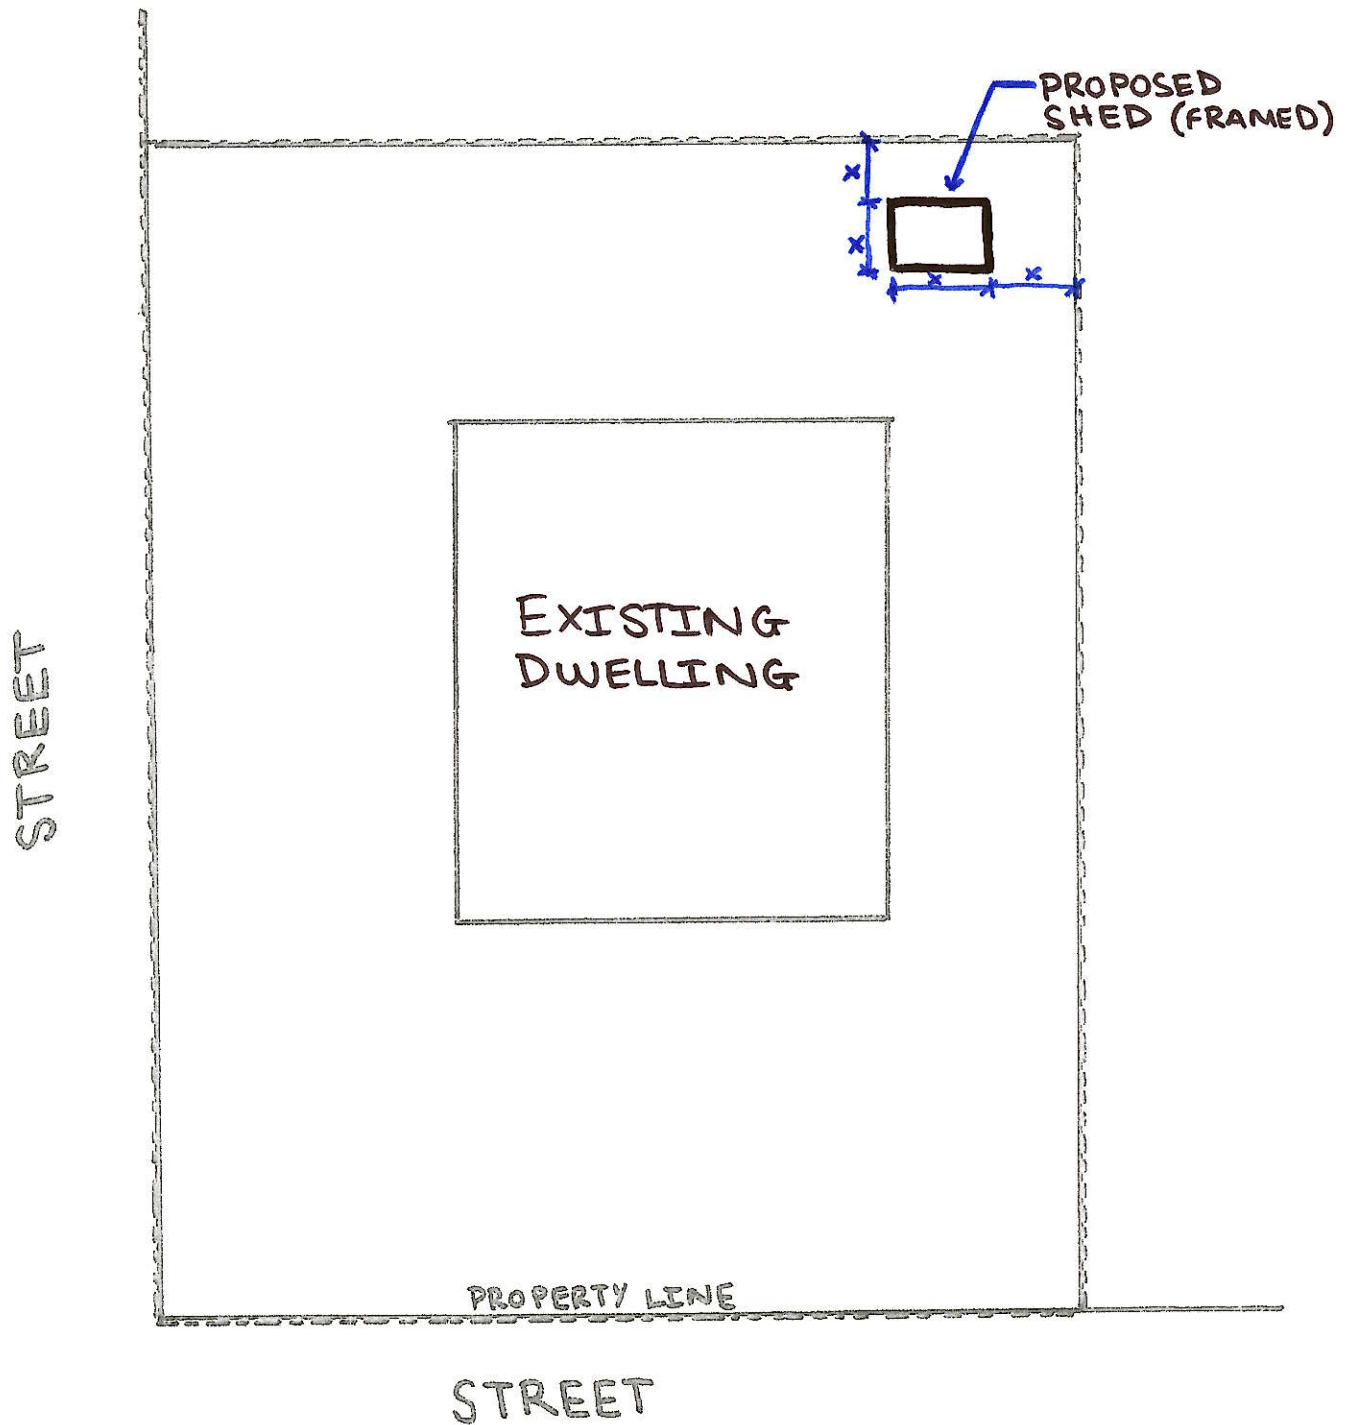 PROPOSED
SHED (FRAMED)
x
x
x
x
EXISTING
DWELLING
STREET
PROPERTY LINE
STREET